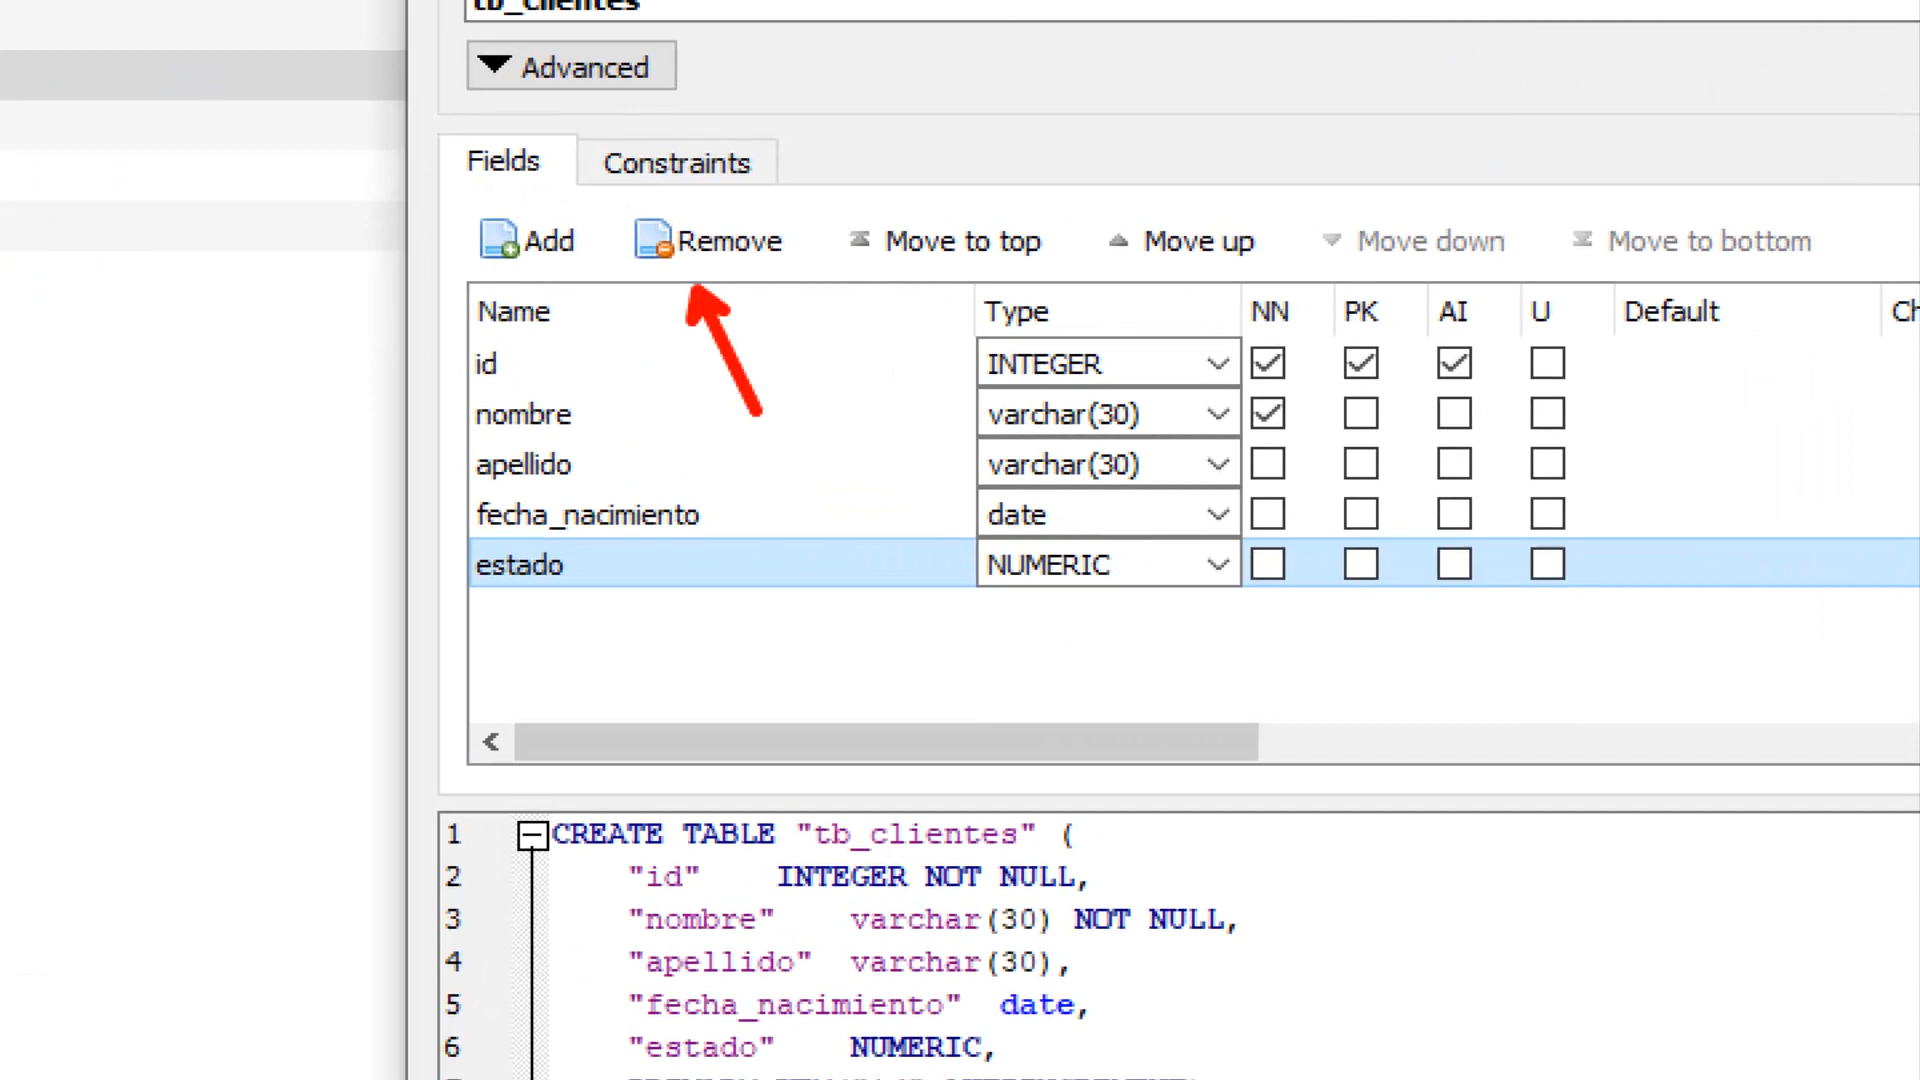 tb_clientes
Advanced
Fields Constraints
Add Remove Move to top Move up Move down Move to bottom
Name Type NN PK AI U Default Ch
id INTEGER
nombre varchar(30)
apellido varchar(30)
fecha_nacimiento date
estado NUMERIC
1 CREATE TABLE "tb_clientes" (
2 "id" INTEGER NOT NULL,
3 "nombre" varchar(30) NOT NULL,
4 "apellido" varchar(30),
5 "fecha_nacimiento" date,
6 "estado" NUMERIC,